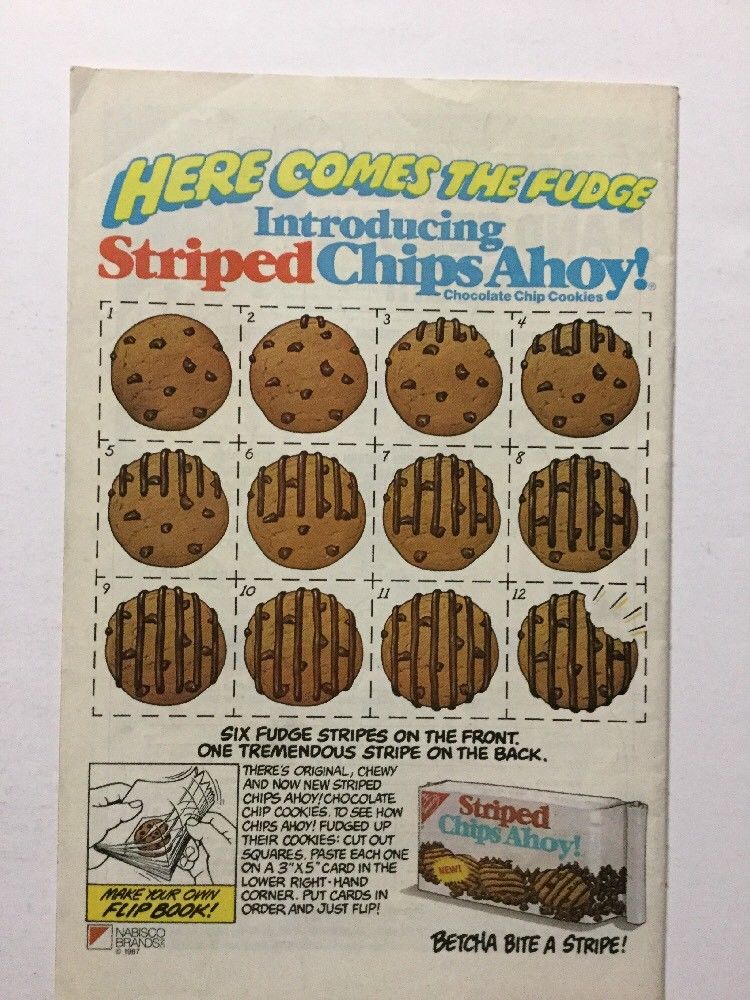 HERE COMES THE FUDGE
Introducing
Striped Chips Ahoy!®
Chocolate Chip Cookies
1 2 3 4
5 6 7 8
9 10 11 12
SIX FUDGE STRIPES ON THE FRONT.
ONE TREMENDOUS STRIPE ON THE BACK.
THERE'S ORIGINAL, CHEWY
AND NOW NEW STRIPED
CHIPS AHOY! CHOCOLATE
CHIP COOKIES. TO SEE HOW
CHIPS AHOY! FUDGED UP
THEIR COOKIES: CUT OUT
SQUARES. PASTE EACH ONE
ON A 3"X5" CARD IN THE
LOWER RIGHT-HAND
CORNER. PUT CARDS IN
ORDER AND JUST FLIP!
MAKE YOUR OWN
FLIP BOOK!
NABISCO
BRANDS
© 1987
Striped
Chips Ahoy!
NEW!
BETCHA BITE A STRIPE!